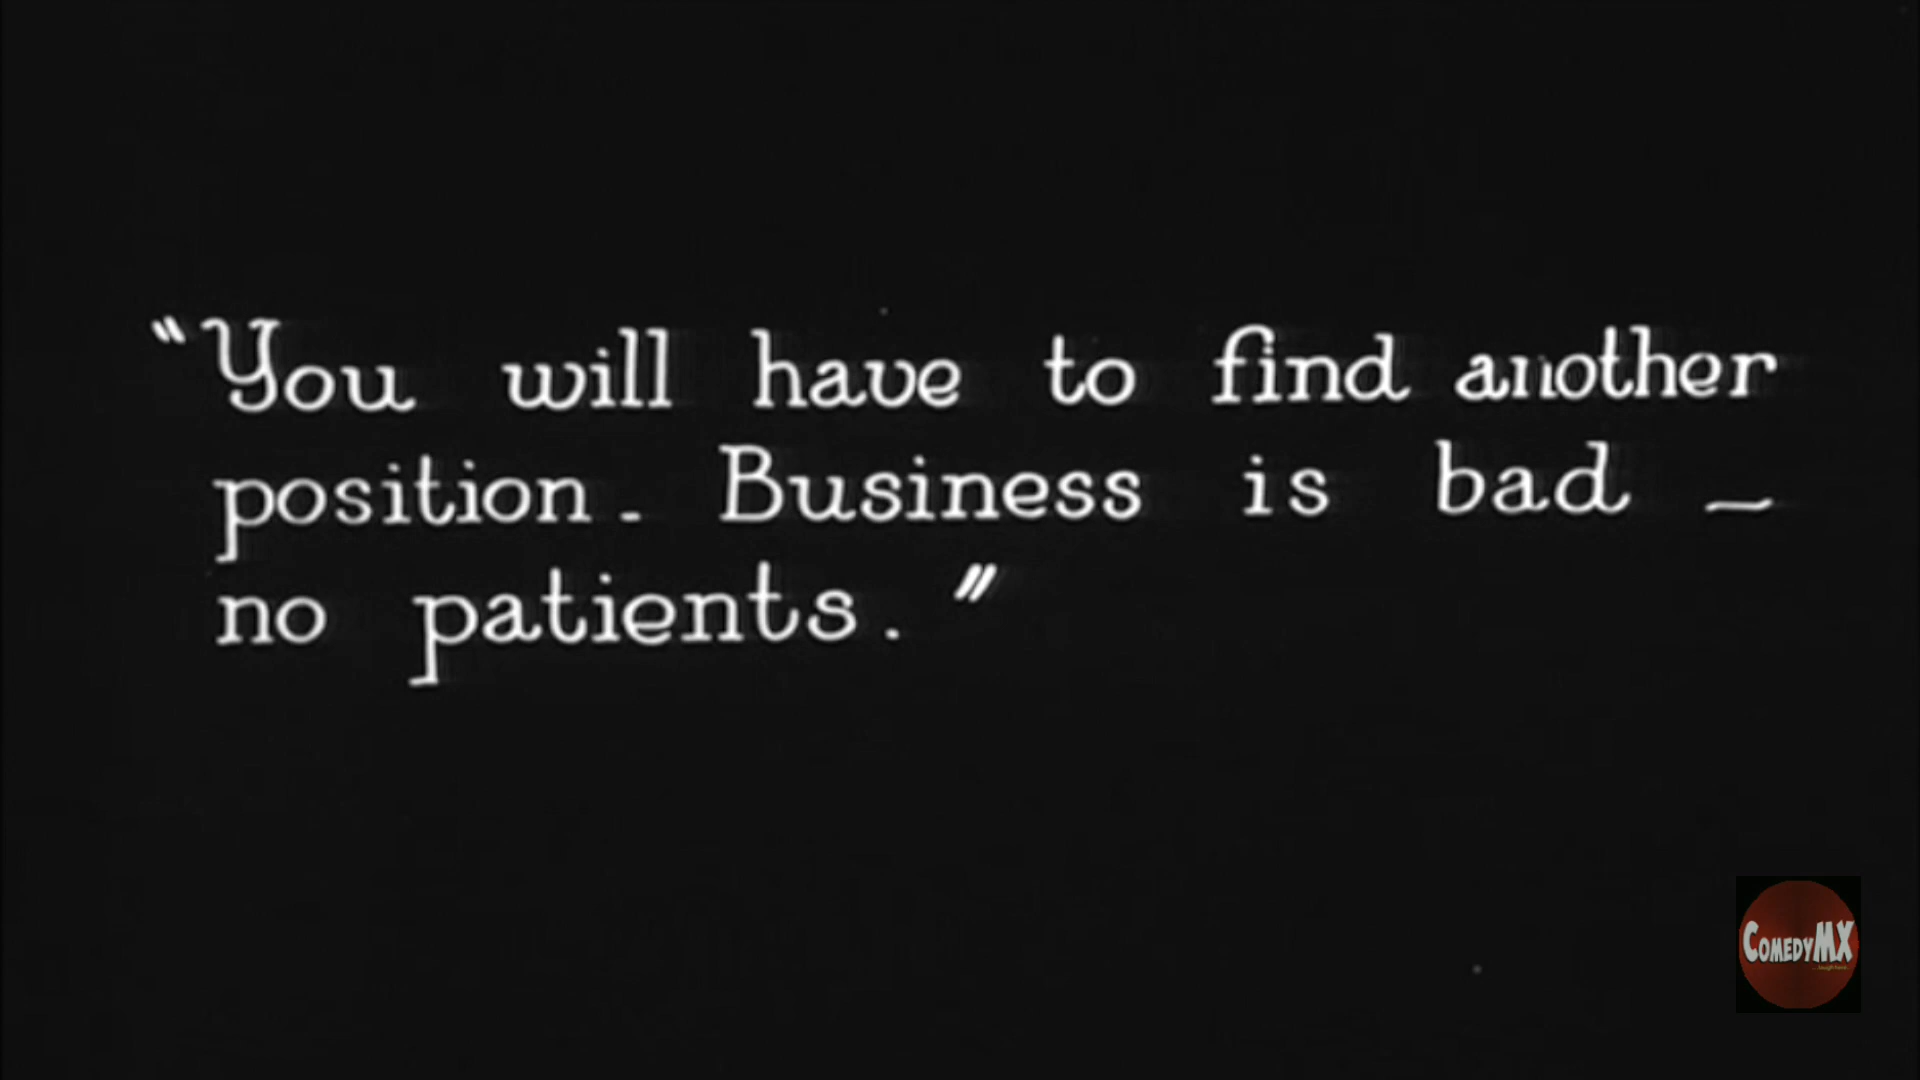 “You will have to find another
position. Business is bad —
no patients.”
COMEDYMX